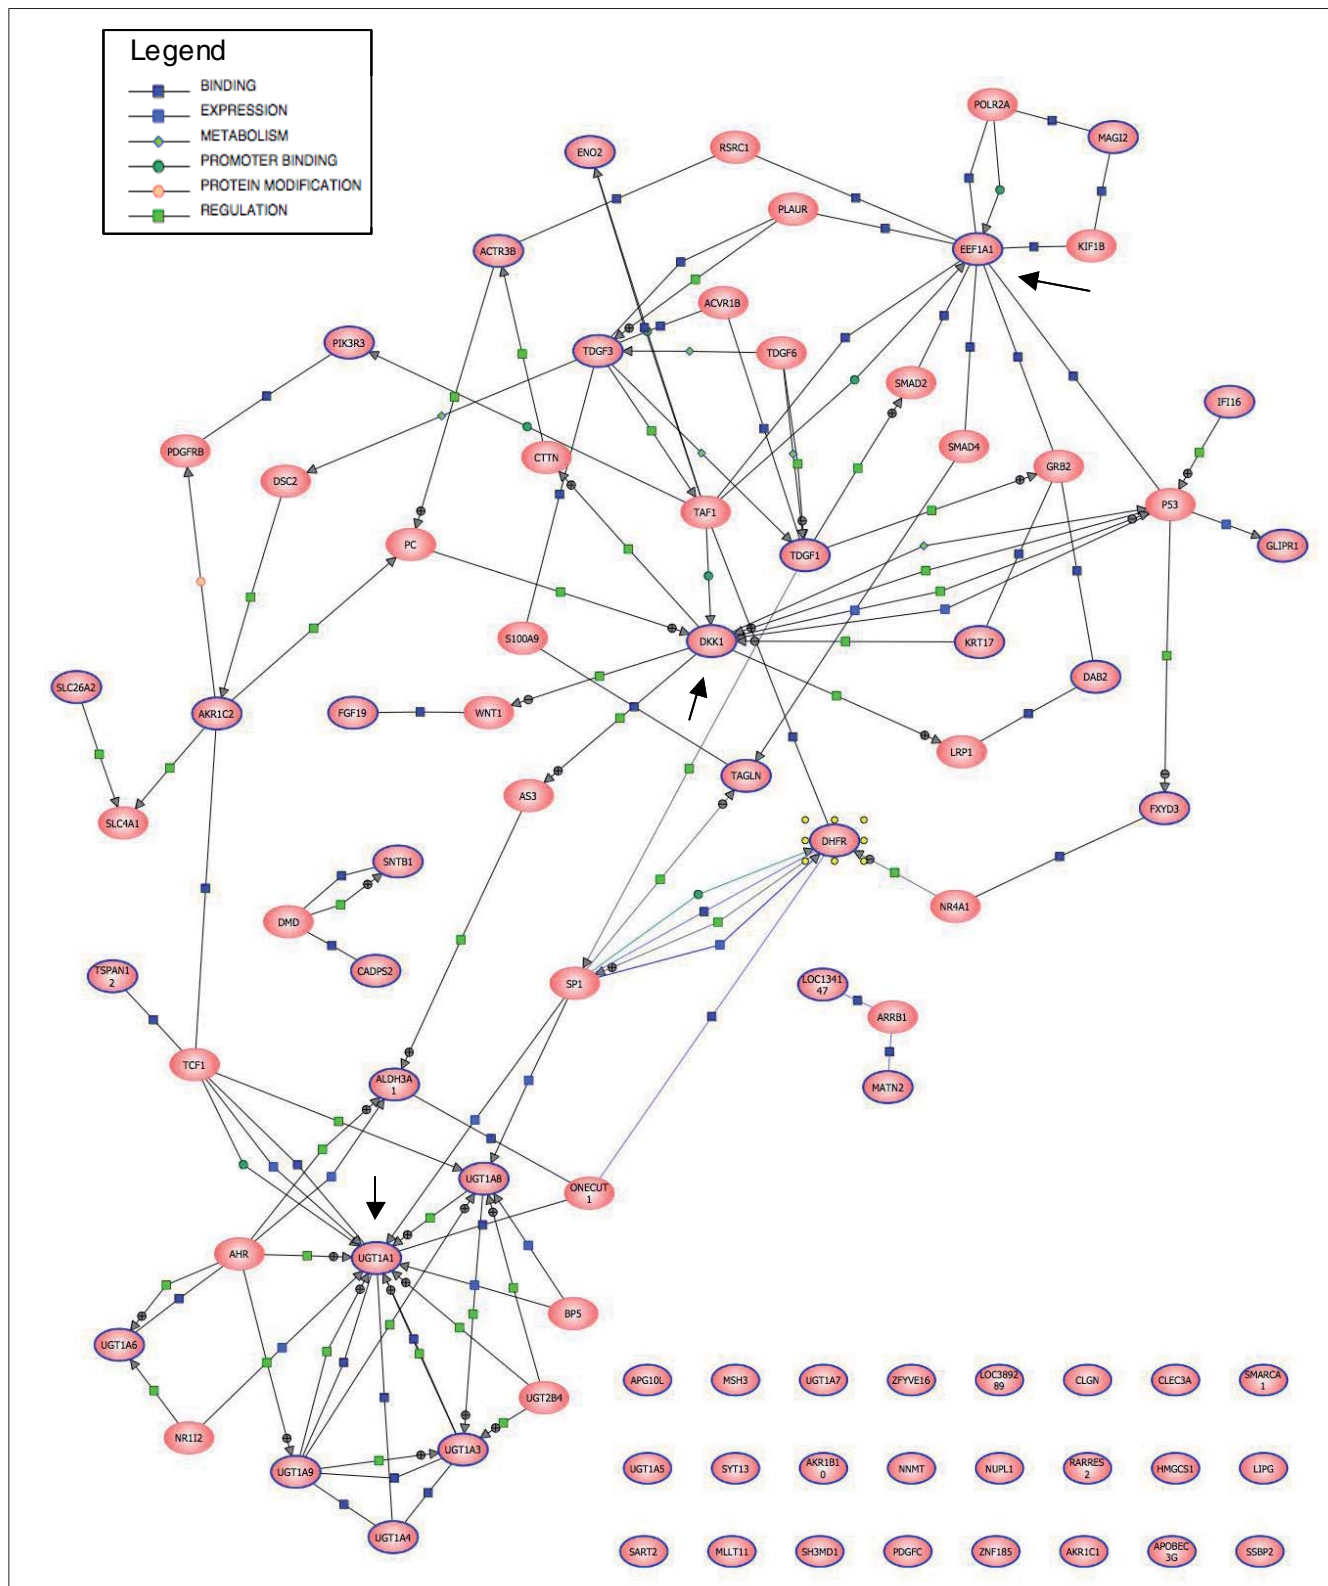 Legend
BINDING
EXPRESSION
METABOLISM
PROMOTER BINDING
PROTEIN MODIFICATION
REGULATION
POLR2A
MAGI2
ENO2
RSRC1
PLAUR
ACTR3B
EEF1A1
KIF1B
ACVR1B
PIK3R3
TDGF3
TDGF6
SMAD2
IFI16
PDGFRB
DSC2
CTTN
SMAD4
GRB2
P53
TAF1
PC
TDGF1
GLIPR1
S100A9
DKK1
KRT17
SLC26A2
DAB2
AKR1C2
FGF19
WNT1
LRP1
TAGLN
AS3
SLC4A1
FXYD3
DHFR
SNTB1
DMD
NR4A1
CADPS2
TSPAN1
2
SP1
LOC1341
47
ARRB1
TCF1
ALDH3A
1
MATN2
UGT1A8
ONECUT
1
AHR
UGT1A1
BP5
UGT1A6
UGT2B4
NR1I2
UGT1A3
UGT1A9
UGT1A4
APG10L
MSH3
UGT1A7
ZFYVE16
LOC3892
89
CLGN
CLEC3A
SMARCA
1
UGT1A5
SYT13
AKR1B1
0
NNMT
NUPL1
RARRES
2
HMGCS1
LIPG
SART2
MLLT11
SH3MD1
PDGFC
ZNF185
AKR1C1
APOBEC
3G
SSBP2